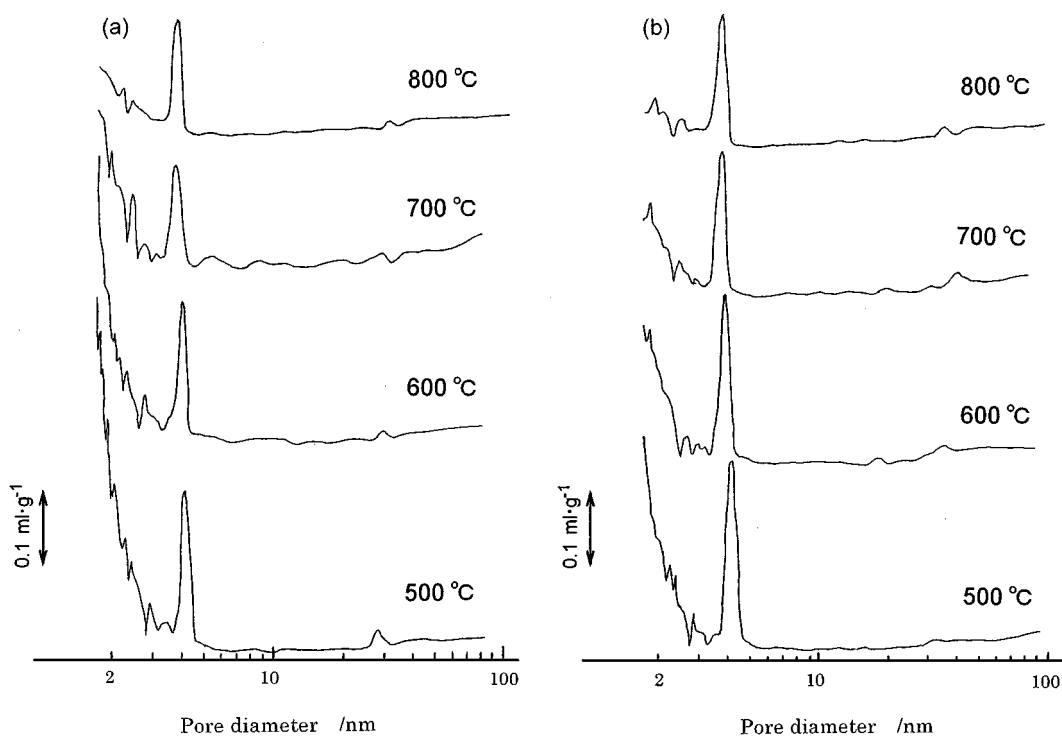 (a)
800 °C
700 °C
600 °C
500 °C
0.1 ml·g⁻¹
2 10 100
Pore diameter /nm
(b)
800 °C
700 °C
600 °C
500 °C
0.1 ml·g⁻¹
2 10 100
Pore diameter /nm